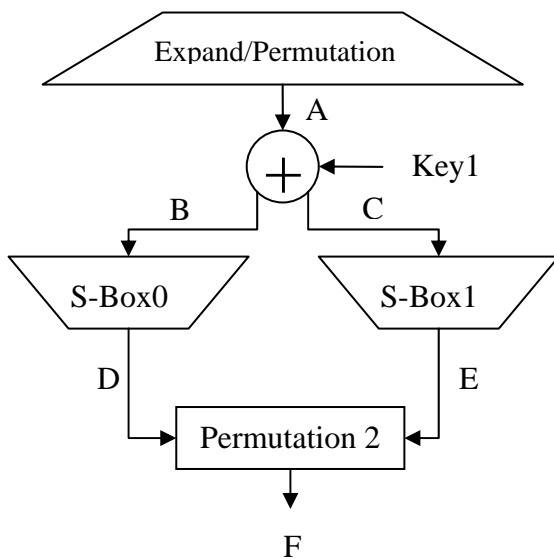 Expand/Permutation
A
+
Key1
B
C
S-Box0
S-Box1
D
E
Permutation 2
F